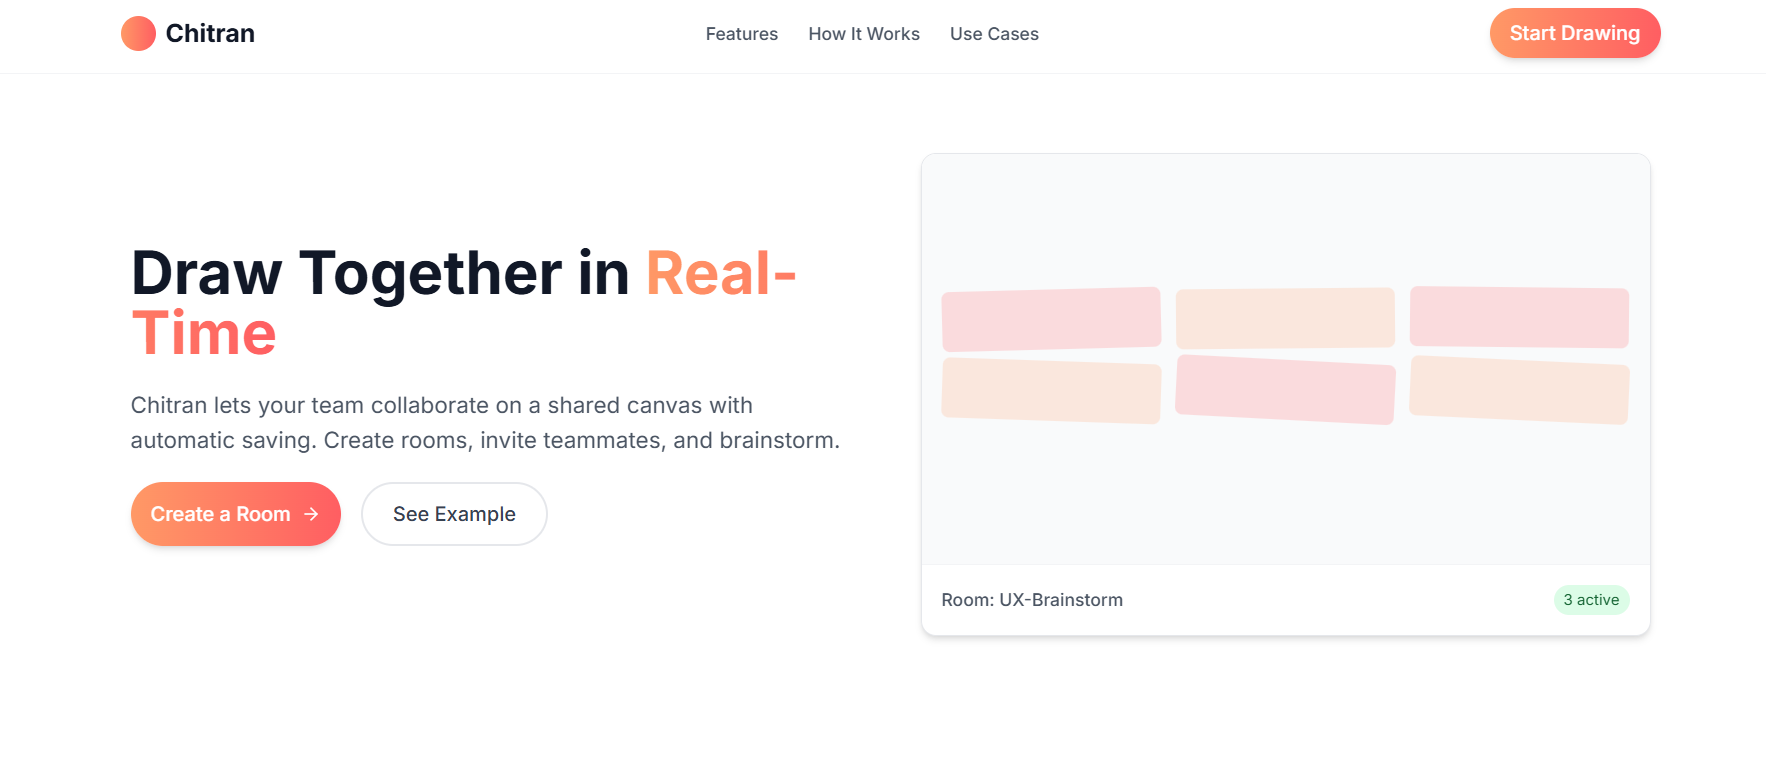 Chitran
Features
How It Works
Use Cases
Start Drawing
Draw Together in Real-
Time
Chitran lets your team collaborate on a shared canvas with
automatic saving. Create rooms, invite teammates, and brainstorm.
Create a Room →
See Example
Room: UX-Brainstorm
3 active